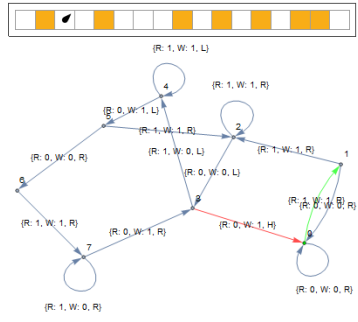 {R: 1, W: 1, L}
4
{R: 1, W: 1, R}
{R: 0, W: 1, L}
5
2
{R: 1, W: 1, R}
{R: 1, W: 0, L}
{R: 1, W: 1, R}
1
{R: 0, W: 0, L}
6
{R: 0, W: 0, R}
{R: 1, W: 1, R}
{R: 0, W: 0, R}
3
{R: 1, W: 1, R}
{R: 0, W: 1, H}
{R: 0, W: 1, R}
7
{R: 0, W: 0, R}
{R: 1, W: 0, R}